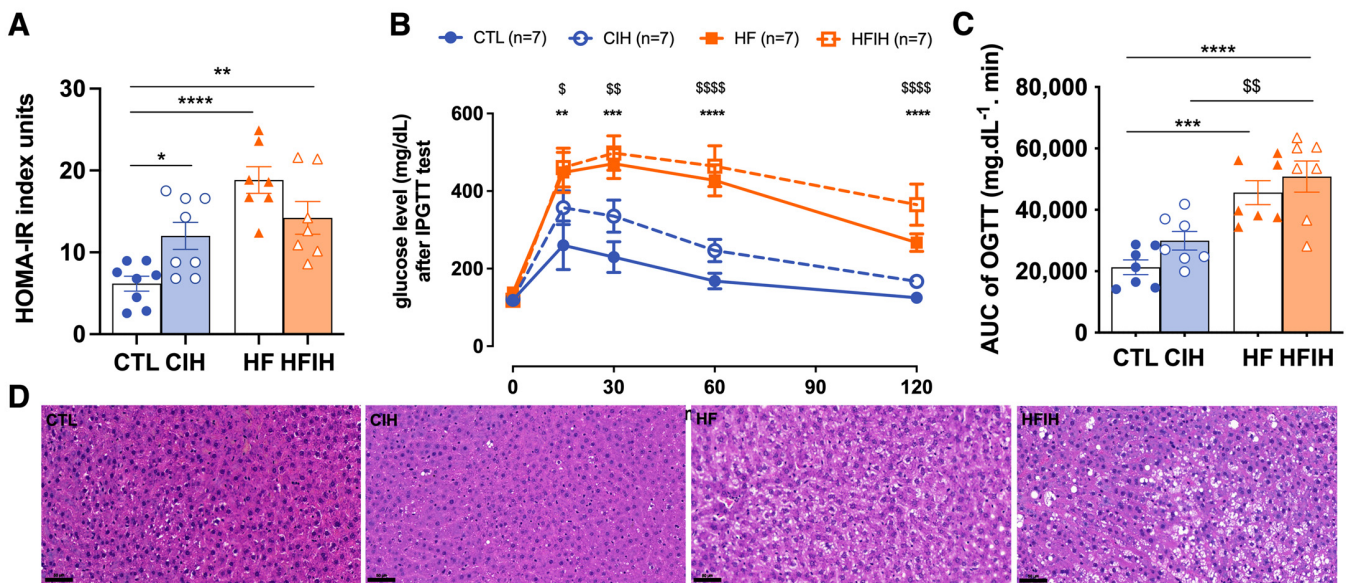 A
B
C
CTL (n=7)
CIH (n=7)
HF (n=7)
HFIH (n=7)
HOMA-IR index units
30
20
10
0
**
****
*
CTL CIH HF HFIH
glucose level (mg/dL)
after IPGTT test
600
400
200
0
$ $$ $$$$ $$$$
** *** **** ****
0 30 60 90 120
AUC of OGTT (mg.dL-1. min)
80,000
60,000
40,000
20,000
0
****
$$
***
CTL CIH HF HFIH
D
CTL
CIH
HF
HFIH